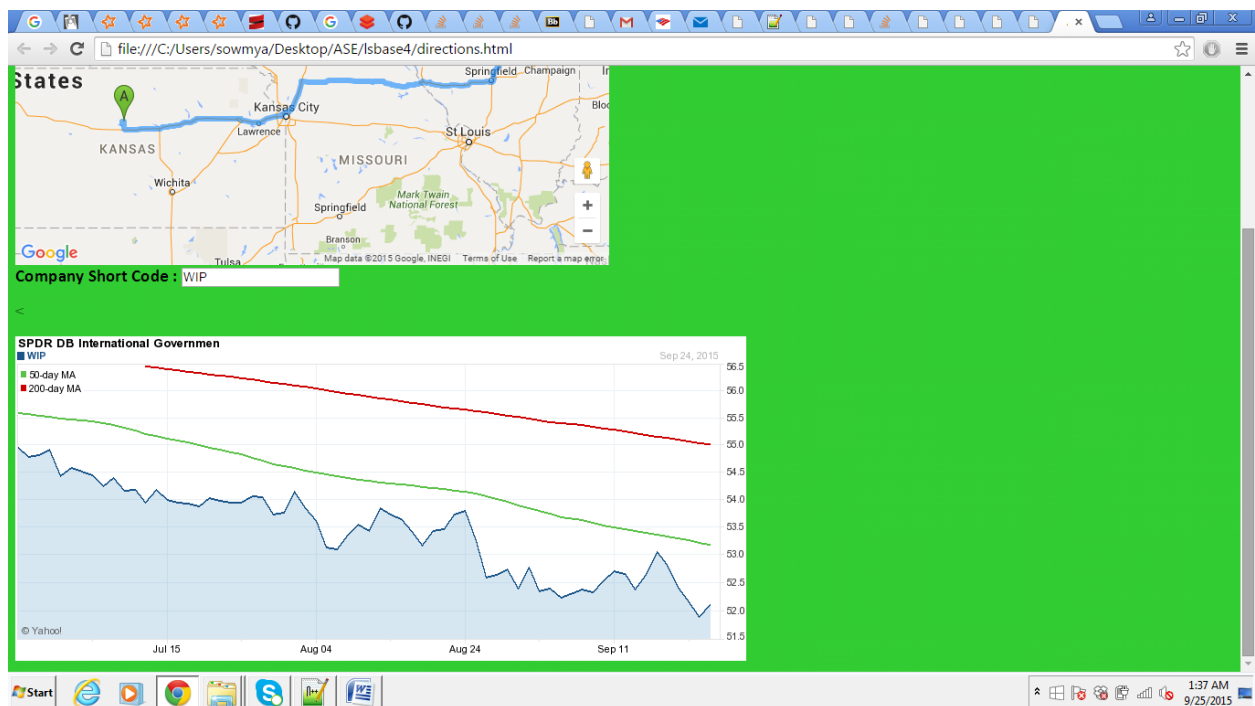 file:///C:/Users/sowmya/Desktop/ASE/lsbase4/directions.html
States
Springfield Champaign
Kansas City
Lawrence
St Louis
KANSAS
MISSOURI
A
Wichita
Mark Twain
National Forest
Springfield
Branson
Tulsa
Google
Map data ©2015 Google, INEGI Terms of Use Report a map error
+
−
Company Short Code : WIP
<
SPDR DB International Governmen
WIP
Sep 24, 2015
50-day MA
200-day MA
56.5
56.0
55.5
55.0
54.5
54.0
53.5
53.0
52.5
52.0
51.5
© Yahoo!
Jul 15 Aug 04 Aug 24 Sep 11
Start
1:37 AM
9/25/2015